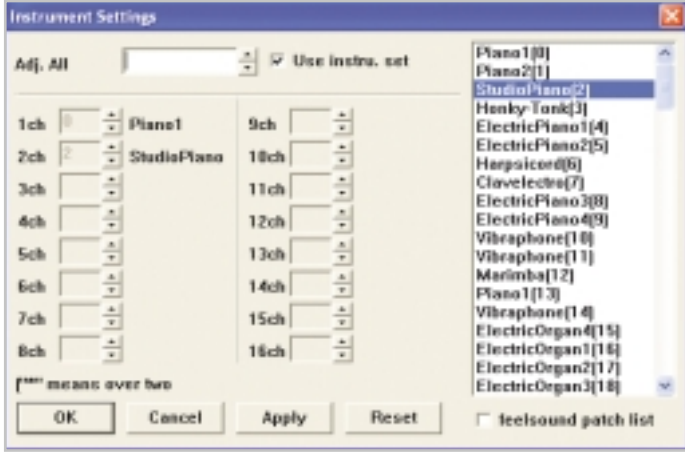 Instrument Settings
Adj. All
Use instru. set
1ch 0 Piano1
2ch 2 StudioPiano
3ch
4ch
5ch
6ch
7ch
8ch
9ch
10ch
11ch
12ch
13ch
14ch
15ch
16ch
means over two
OK Cancel Apply Reset
Piano1[0]
Piano2[1]
StudioPiano[2]
Honky-Tonk[3]
ElectricPiano1[4]
ElectricPiano2[5]
Harpsicord[6]
Clavelectro[7]
ElectricPiano3[8]
ElectricPiano4[9]
Vibraphone[10]
Vibraphone[11]
Marimba[12]
Piano1[13]
Vibraphone[14]
ElectricOrgan4[15]
ElectricOrgan1[16]
ElectricOrgan2[17]
ElectricOrgan3[18]
feelsound patch list